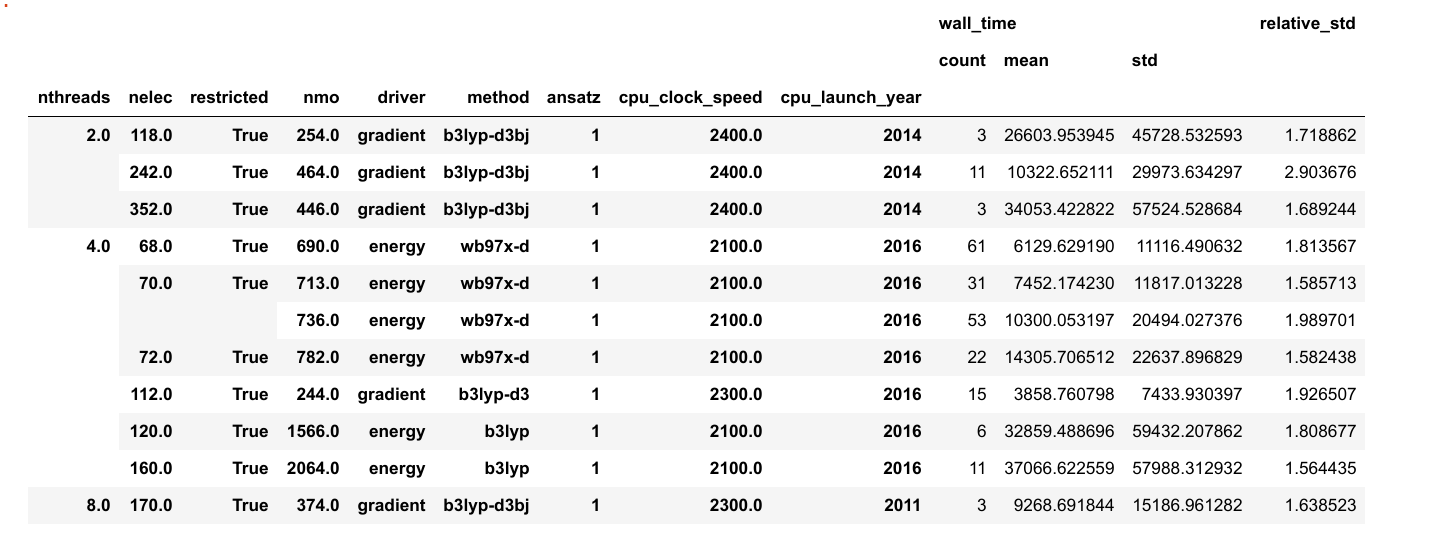 wall_time relative_std
count mean std
nthreads nelec restricted nmo driver method ansatz cpu_clock_speed cpu_launch_year
2.0 118.0 True 254.0 gradient b3lyp-d3bj 1 2400.0 2014 3 26603.953945 45728.532593 1.718862
242.0 True 464.0 gradient b3lyp-d3bj 1 2400.0 2014 11 10322.652111 29973.634297 2.903676
352.0 True 446.0 gradient b3lyp-d3bj 1 2400.0 2014 3 34053.422822 57524.528684 1.689244
4.0 68.0 True 690.0 energy wb97x-d 1 2100.0 2016 61 6129.629190 11116.490632 1.813567
70.0 True 713.0 energy wb97x-d 1 2100.0 2016 31 7452.174230 11817.013228 1.585713
736.0 energy wb97x-d 1 2100.0 2016 53 10300.053197 20494.027376 1.989701
72.0 True 782.0 energy wb97x-d 1 2100.0 2016 22 14305.706512 22637.896829 1.582438
112.0 True 244.0 gradient b3lyp-d3 1 2300.0 2016 15 3858.760798 7433.930397 1.926507
120.0 True 1566.0 energy b3lyp 1 2100.0 2016 6 32859.488696 59432.207862 1.808677
160.0 True 2064.0 energy b3lyp 1 2100.0 2016 11 37066.622559 57988.312932 1.564435
8.0 170.0 True 374.0 gradient b3lyp-d3bj 1 2300.0 2011 3 9268.691844 15186.961282 1.638523